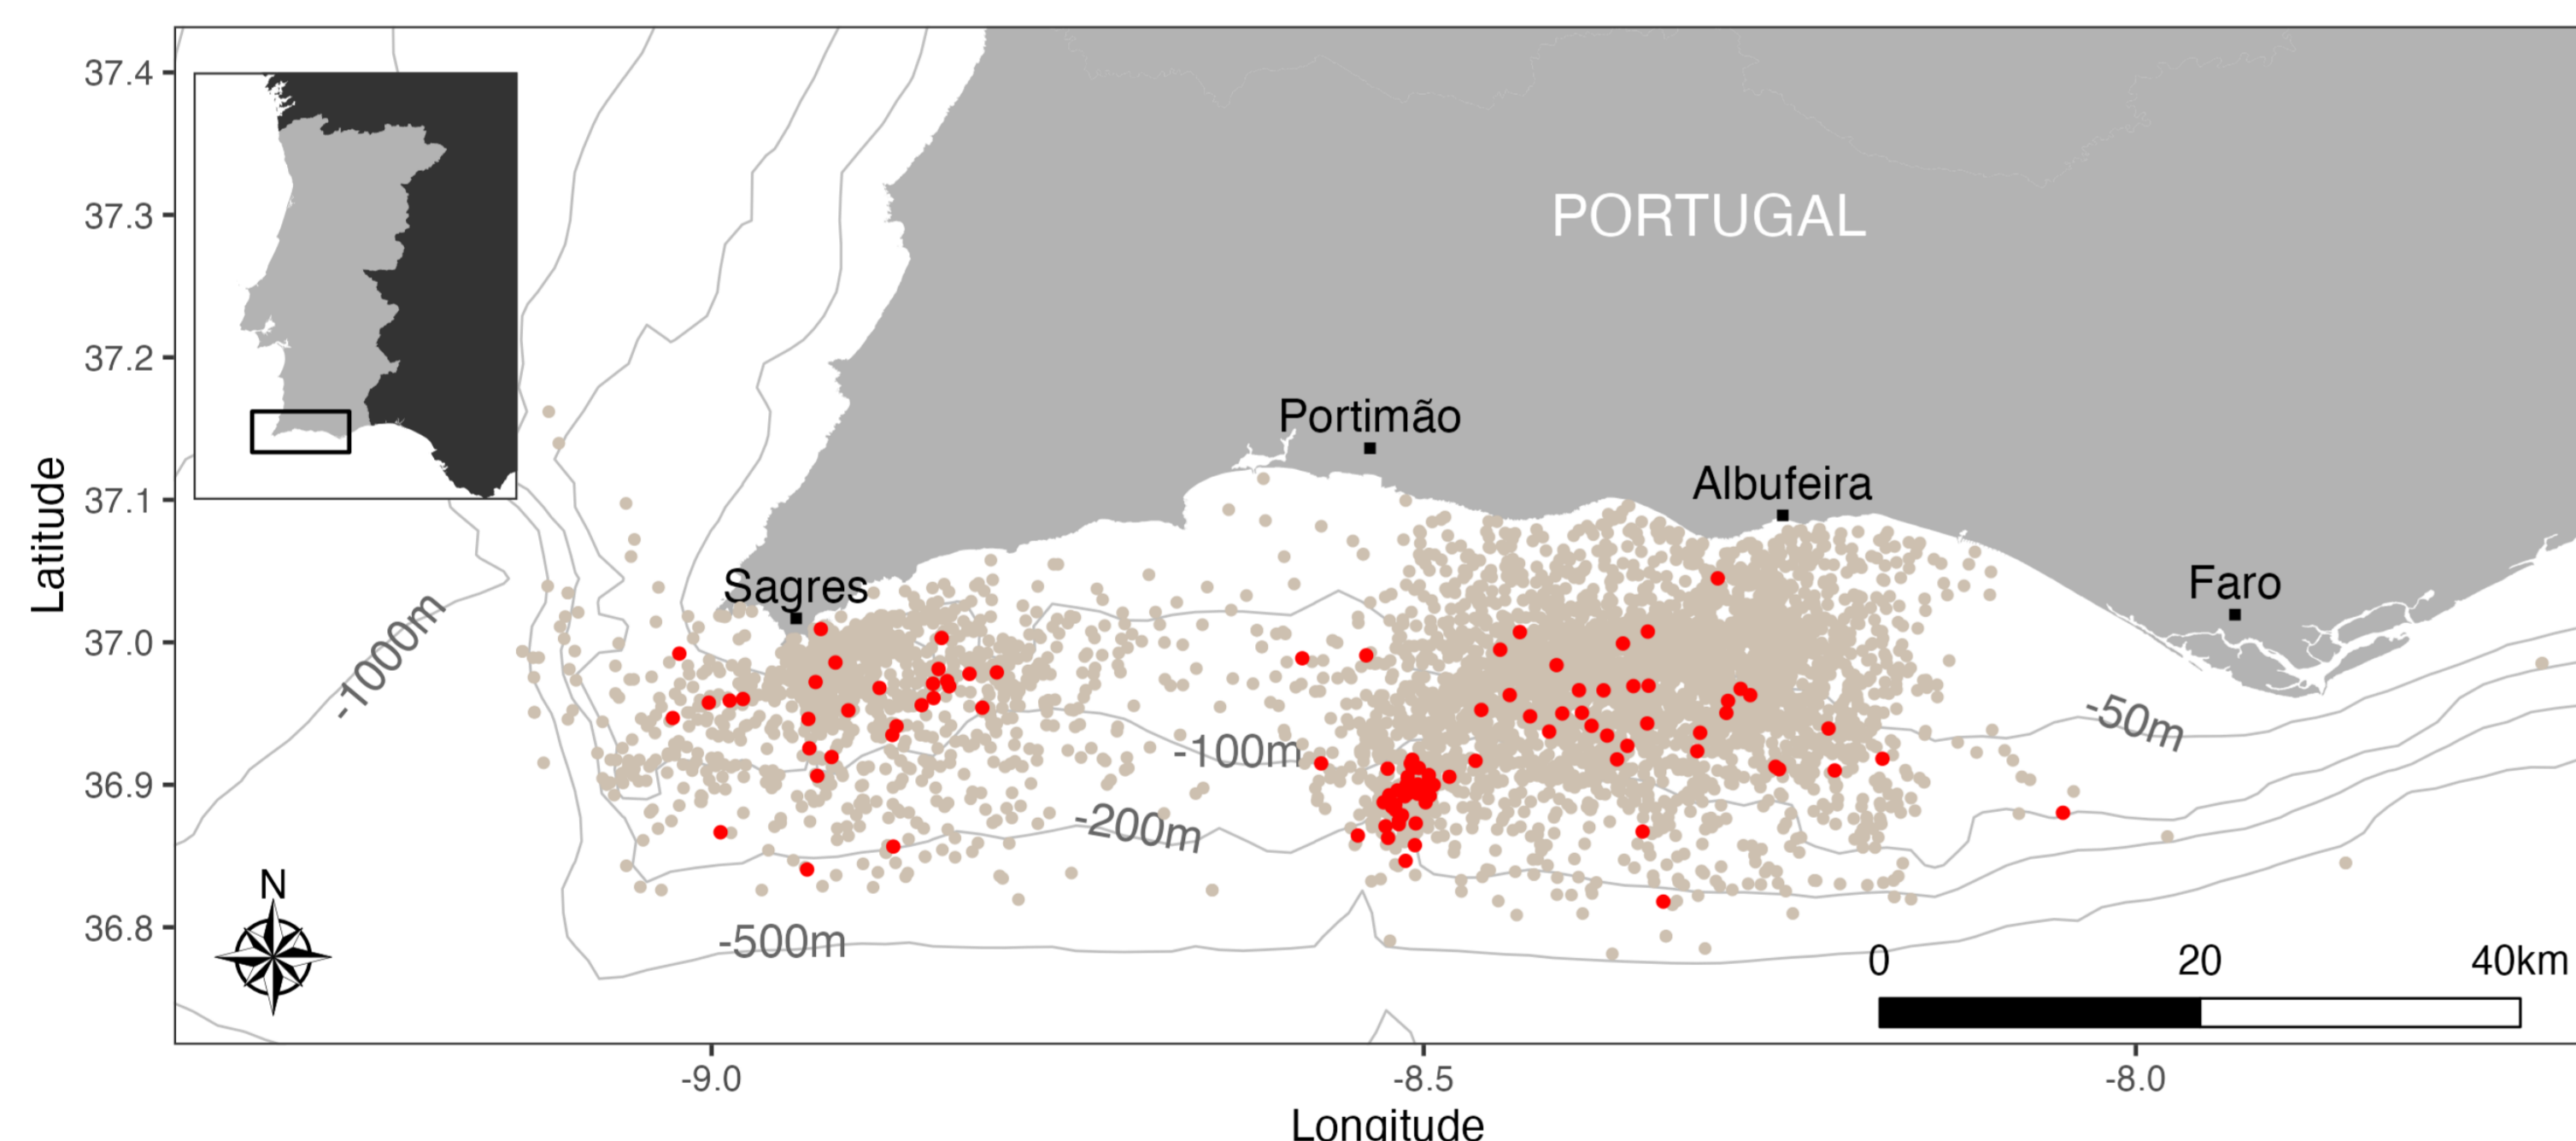 37.4
37.3
37.2
37.1
37.0
36.9
36.8
Latitude
PORTUGAL
Portimão
Albufeira
Sagres
Faro
-1000m
-50m
-100m
-200m
-500m
N
0 20 40km
-9.0 -8.5 -8.0
Longitude